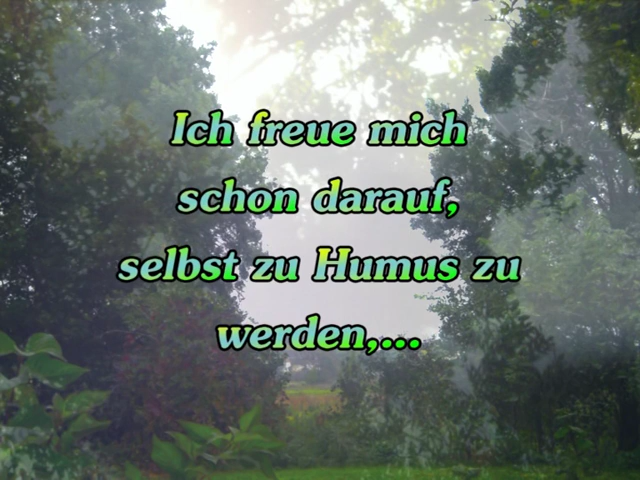 Ich freue mich
schon darauf,
selbst zu Humus zu
werden,...